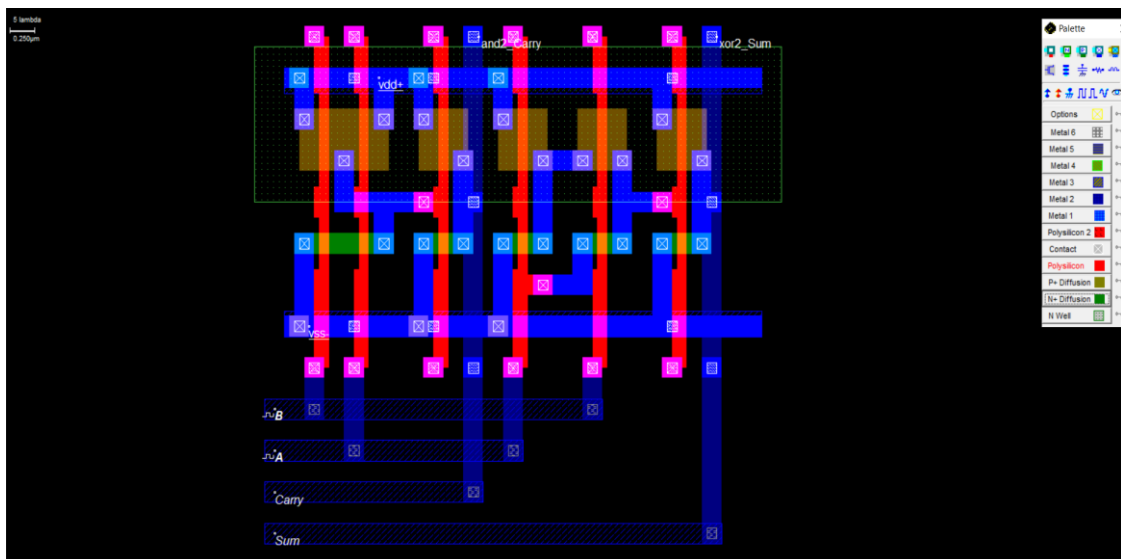 5 lambda
0.250µm
and2_Carry
xor2_Sum
vdd+
vss-
B
A
Carry
Sum
Palette
Options
Metal 6
Metal 5
Metal 4
Metal 3
Metal 2
Metal 1
Polysilicon 2
Contact
Polysilicon
P+ Diffusion
N+ Diffusion
N Well